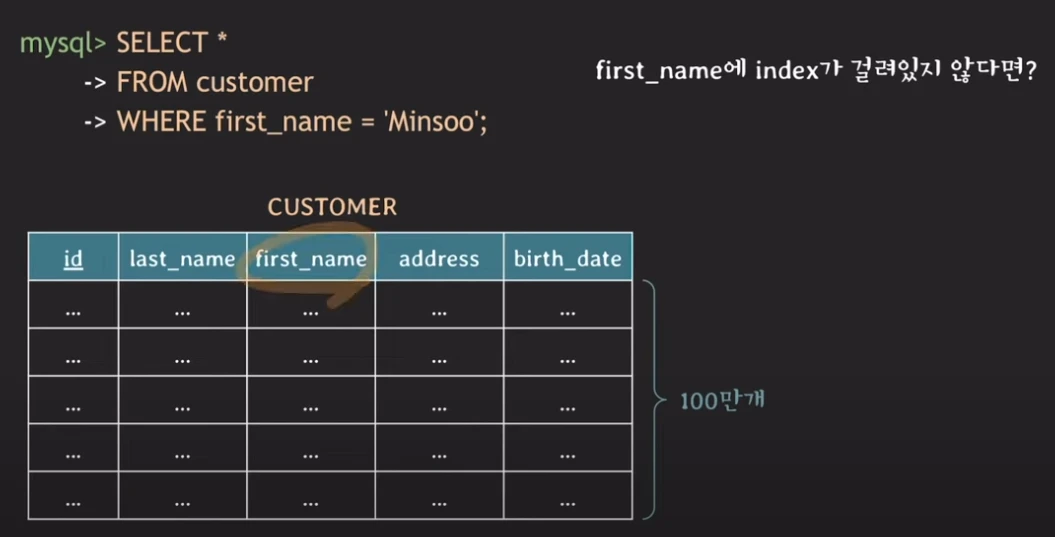 mysql> SELECT *
-> FROM customer
-> WHERE first_name = 'Minsoo';
first_name에 index가 걸려있지 않다면?
CUSTOMER
id last_name first_name address birth_date
... ... ... ... ...
... ... ... ... ...
... ... ... ... ...
... ... ... ... ...
... ... ... ... ...
100만개